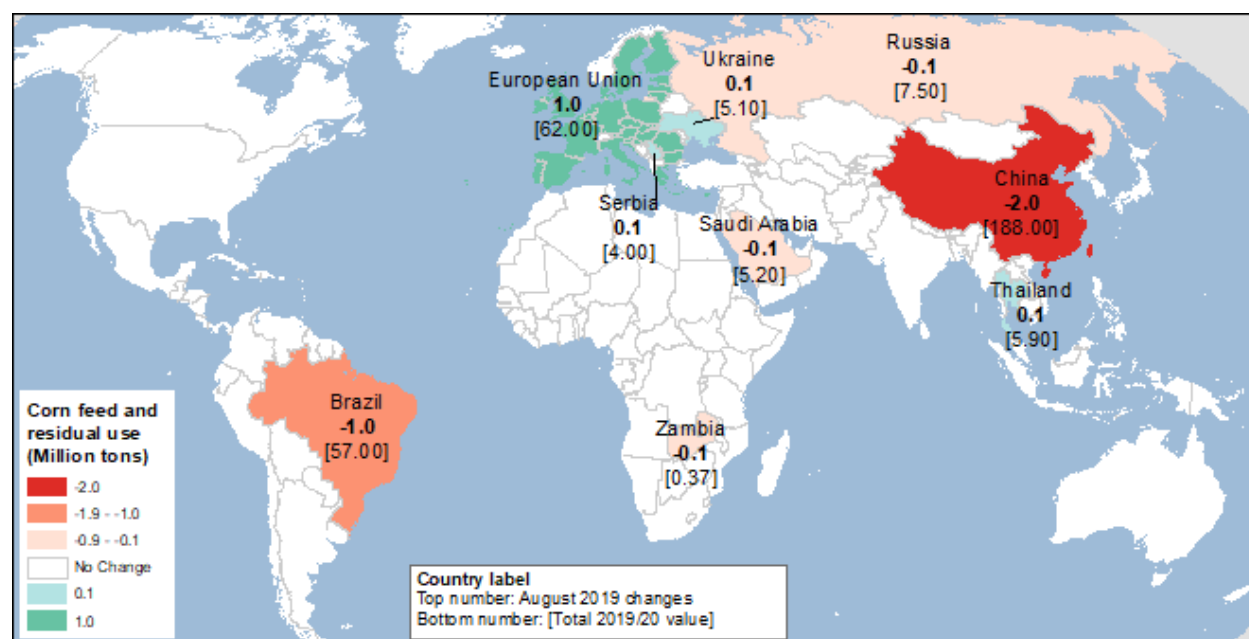 Russia
-0.1
[7.50]
Ukraine
0.1
[5.10]
European Union
1.0
[62.00]
China
-2.0
[188.00]
Serbia
0.1
[4.00]
Saudi Arabia
-0.1
[5.20]
Thailand
0.1
[5.90]
Brazil
-1.0
[57.00]
Zambia
-0.1
[0.37]
Corn feed and
residual use
(Million tons)
-2.0
-1.9 - -1.0
-0.9 - -0.1
No Change
0.1
1.0
Country label
Top number: August 2019 changes
Bottom number: [Total 2019/20 value]